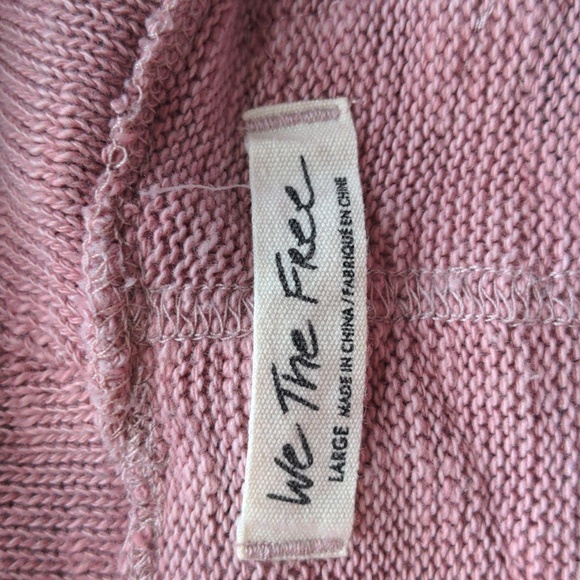 We The Free
LARGE MADE IN CHINA / FABRIQUÉ EN CHINE